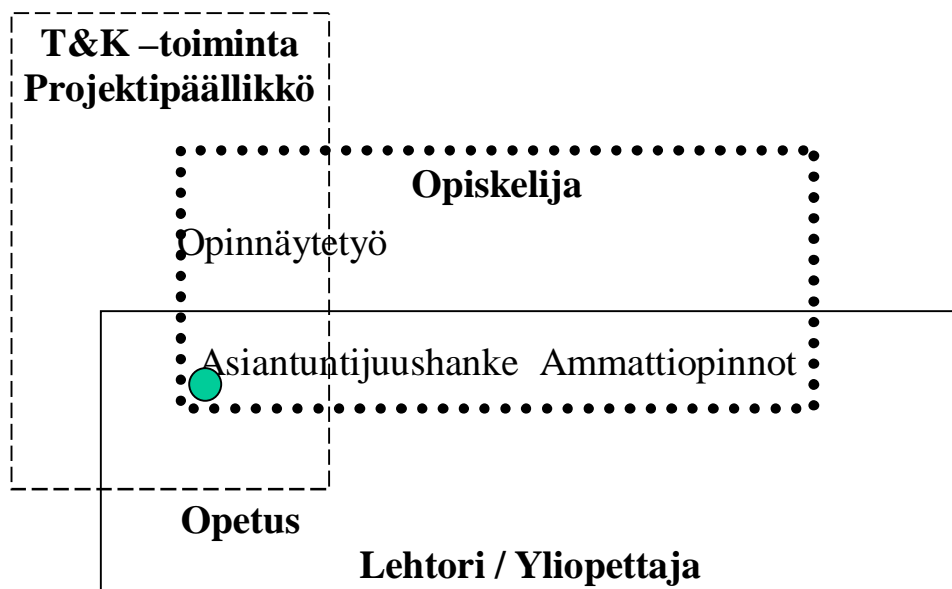 T&K –toiminta
Projektipäällikkö
Opiskelija
Opinnäytetyö
Asiantuntijuushanke Ammattiopinnot
Opetus
Lehtori / Yliopettaja